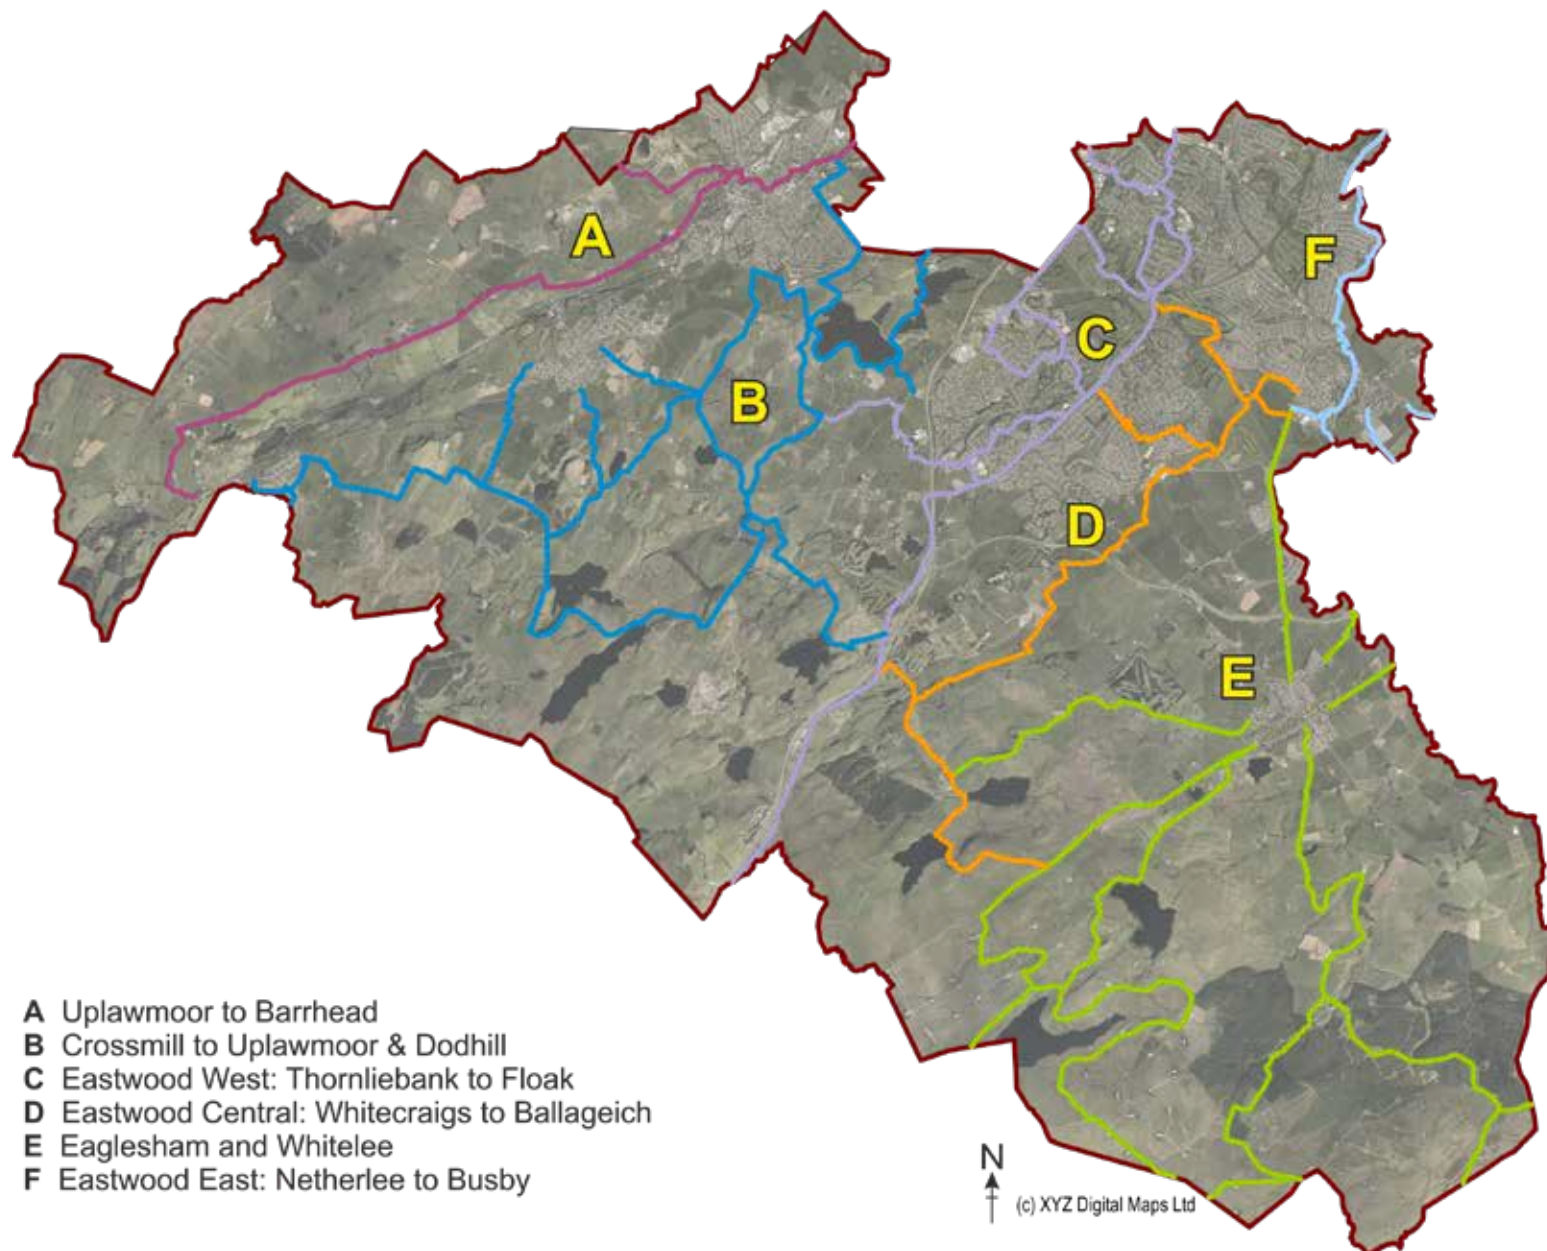 A
F
C
B
D
E
A Uplawmoor to Barrhead
B Crossmill to Uplawmoor & Dodhill
C Eastwood West: Thornliebank to Floak
D Eastwood Central: Whitecraigs to Ballageich
E Eaglesham and Whitelee
F Eastwood East: Netherlee to Busby
N
(c) XYZ Digital Maps Ltd